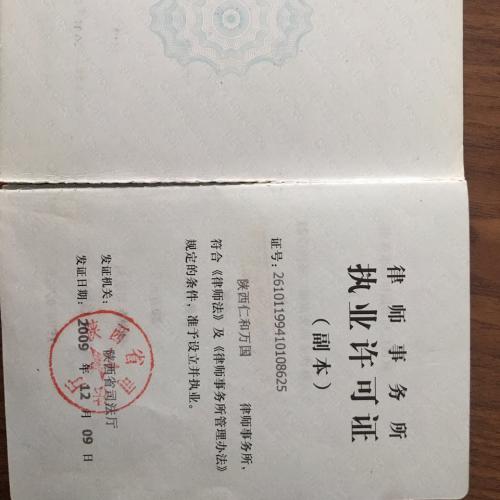 律师事务所
执业许可证
（副本）
证号：26101199410108625
陕西仁和万国 律师事务所，
符合《律师法》及《律师事务所管理办法》
规定的条件，准予设立并执业。
发证机关： 陕西省司法厅
发证日期： 2009 年 12 月 09 日